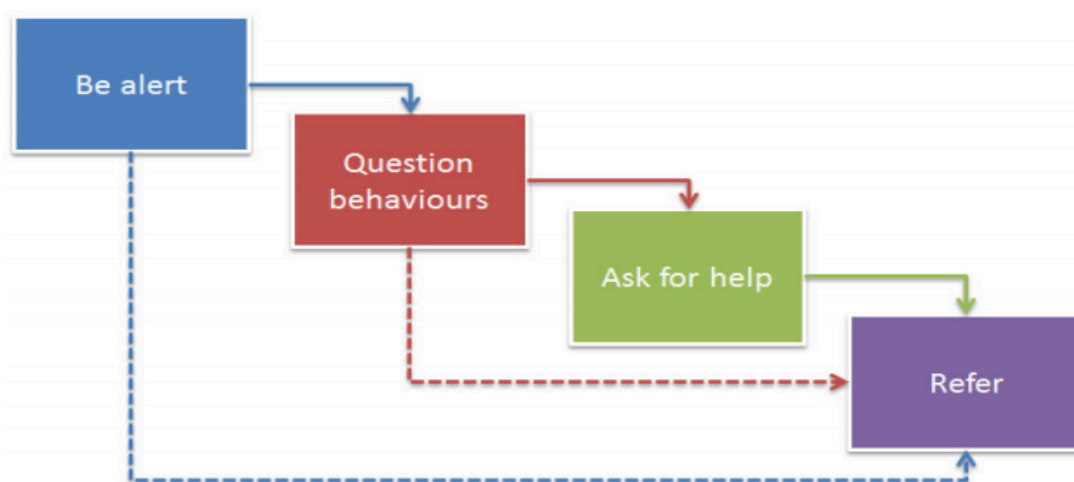 Be alert
Question
behaviours
Ask for help
Refer